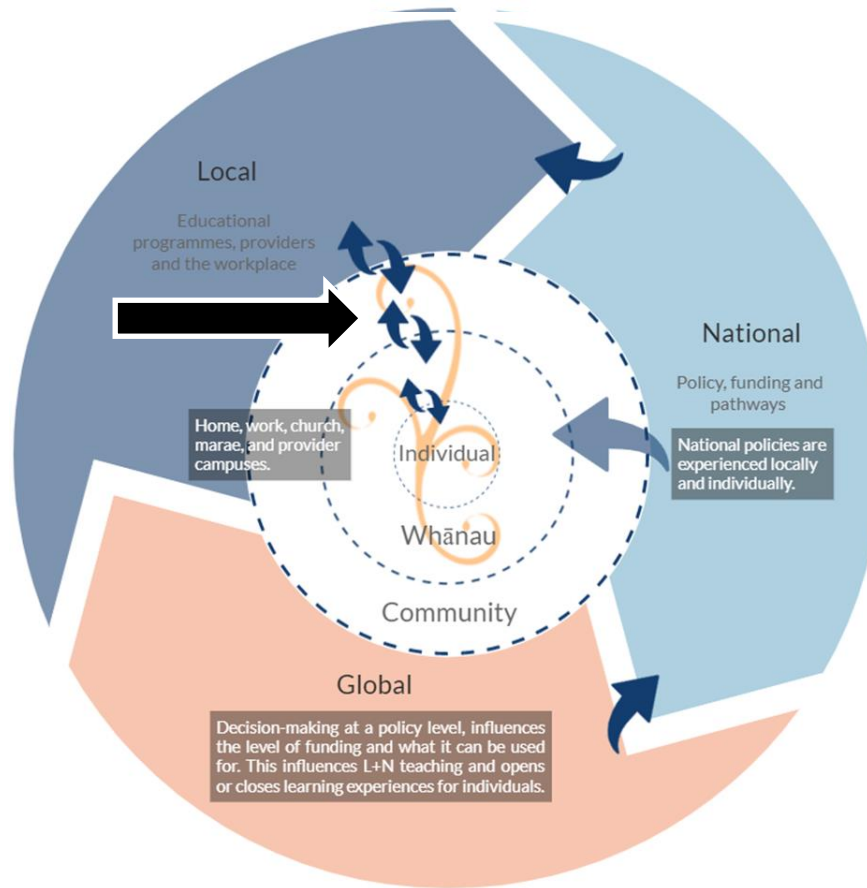 Local
Educational
programmes, providers
and the workplace
National
Policy, funding and
pathways
National policies are
experienced locally
and individually.
Home, work, church,
marae, and provider
campuses.
Individual
Whānau
Community
Global
Decision-making at a policy level, influences
the level of funding and what it can be used
for. This influences L+N teaching and opens
or closes learning experiences for individuals.